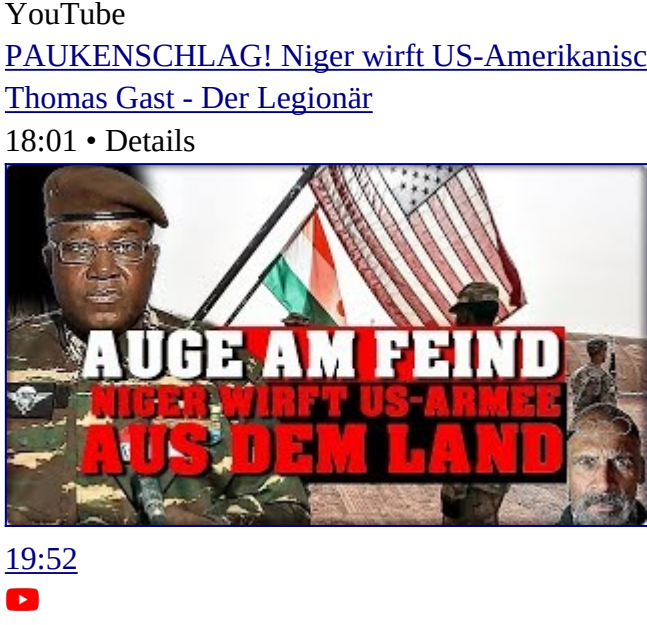 YouTube
PAUKENSCHLAG! Niger wirft US-Amerikanisc
Thomas Gast - Der Legionär
18:01 • Details
AUGE AM FEIND
NIGER WIRFT US-ARMEE
AUS DEM LAND
19:52